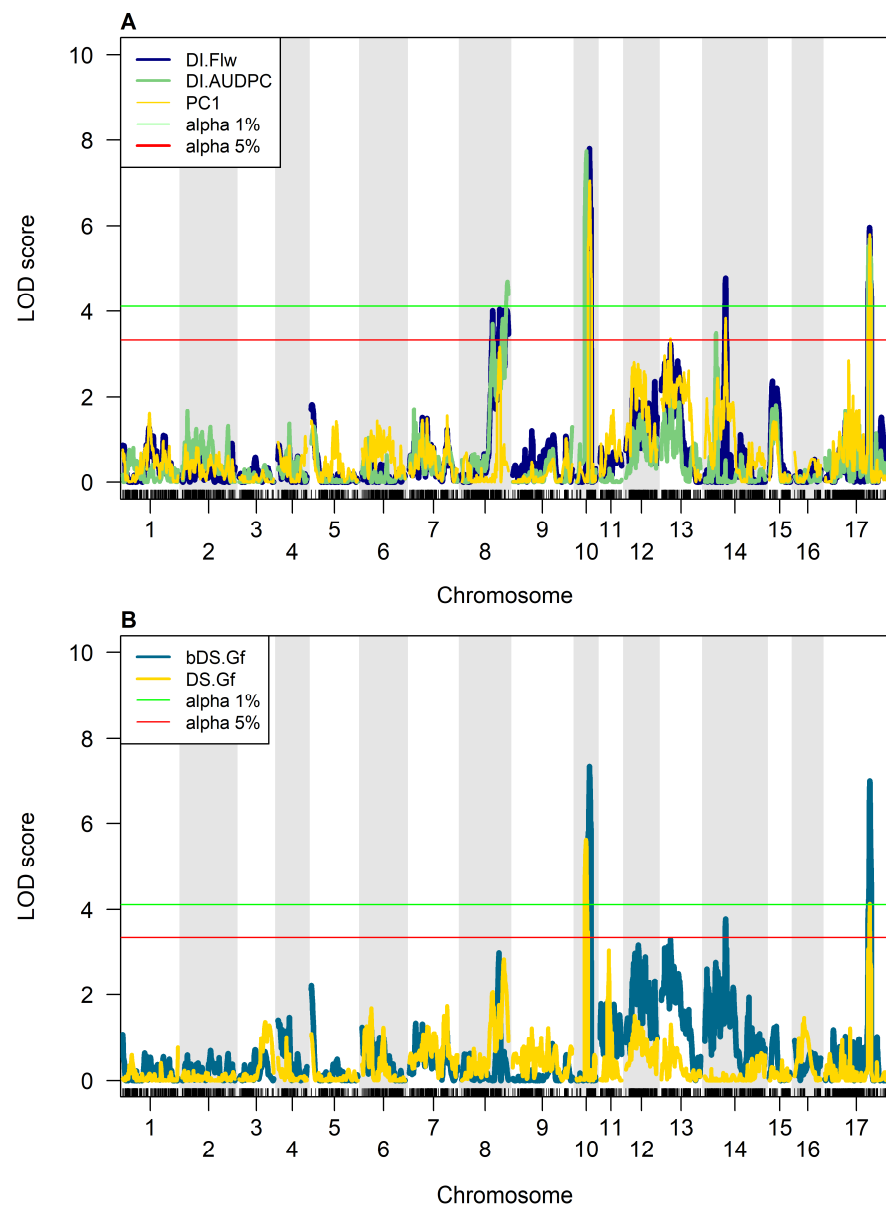 A
10
8
6
4
2
0
LOD score
DI.Flw
DI.AUDPC
PC1
alpha 1%
alpha 5%
1 3 5 7 9 11 13 15 17
2 4 6 8 10 12 14 16
Chromosome
B
10
8
6
4
2
0
LOD score
bDS.Gf
DS.Gf
alpha 1%
alpha 5%
1 3 5 7 9 11 13 15 17
2 4 6 8 10 12 14 16
Chromosome